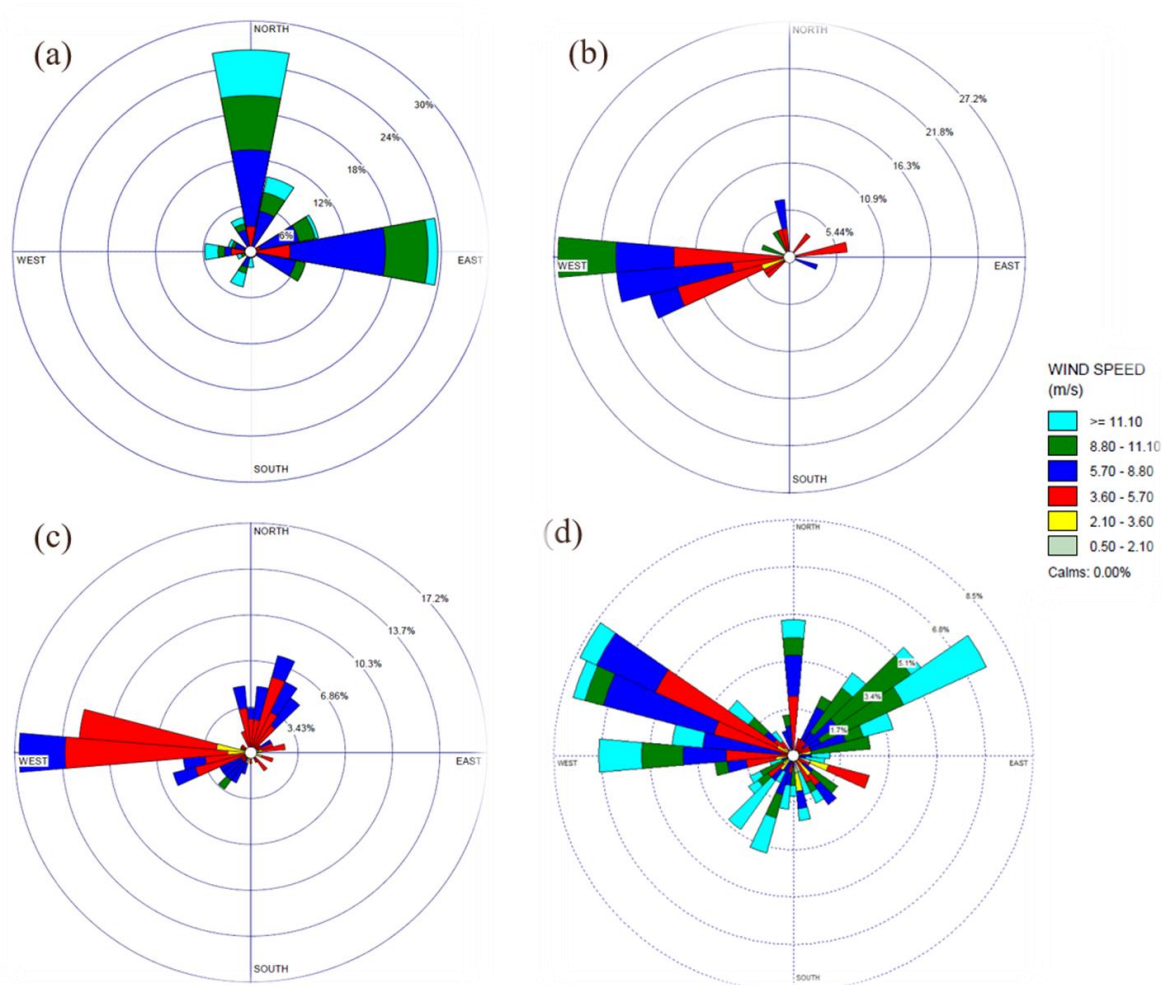 (a)
NORTH
30%
24%
18%
12%
6%
WEST
EAST
SOUTH
(b)
NORTH
27.2%
21.8%
16.3%
10.9%
5.44%
WEST
EAST
SOUTH
WIND SPEED
(m/s)
>= 11.10
8.80 - 11.10
5.70 - 8.80
3.60 - 5.70
2.10 - 3.60
0.50 - 2.10
Calms: 0.00%
(c)
NORTH
17.2%
13.7%
10.3%
6.86%
3.43%
WEST
EAST
SOUTH
(d)
NORTH
8.5%
6.8%
5.1%
3.4%
1.7%
WEST
EAST
SOUTH